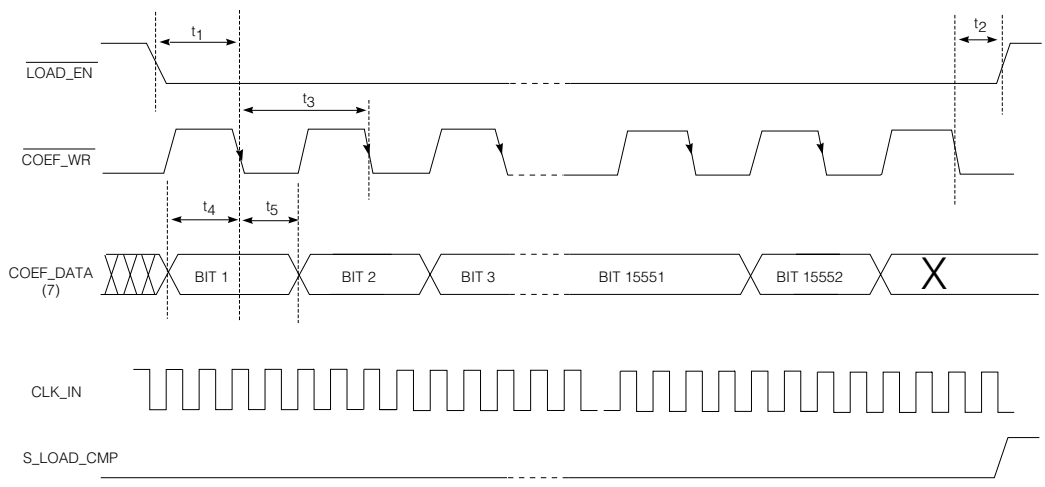 t1
t2
LOAD_EN
t3
COEF_WR
t4
t5
COEF_DATA
(7)
BIT 1
BIT 2
BIT 3
BIT 15551
BIT 15552
X
CLK_IN
S_LOAD_CMP